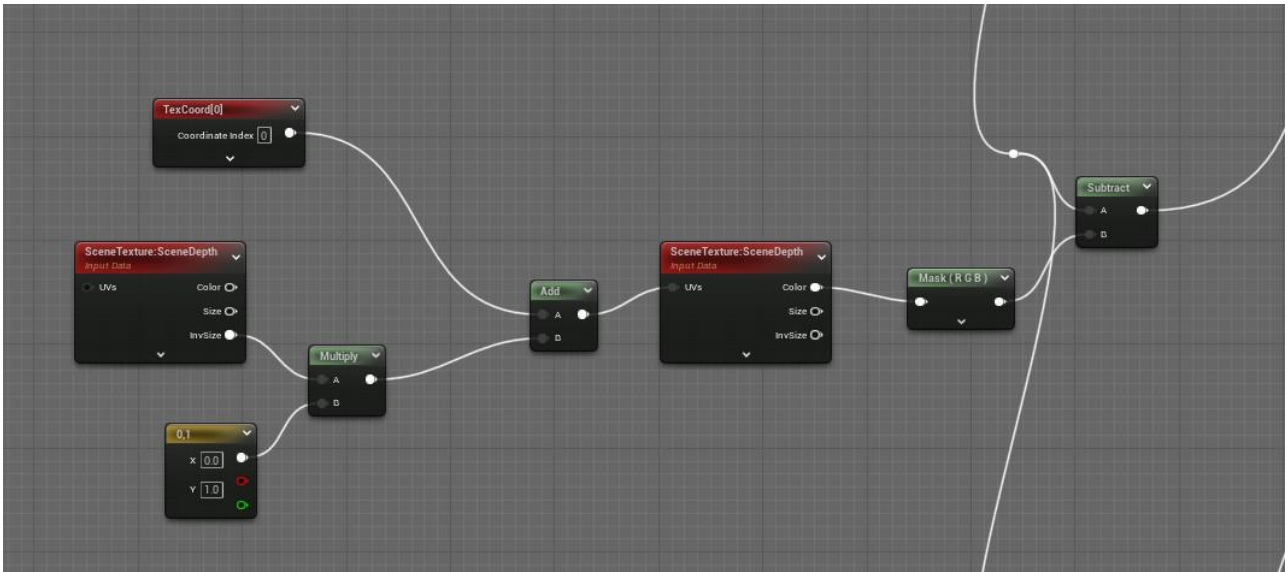 TexCoord[0]
Coordinate Index 0
SceneTexture:SceneDepth
Input Data
UVs Color
Size
InvSize
Multiply
A
B
0,1
X 0.0
Y 1.0
Add
A
B
SceneTexture:SceneDepth
Input Data
UVs Color
Size
InvSize
Mask ( R G B )
Subtract
A
B